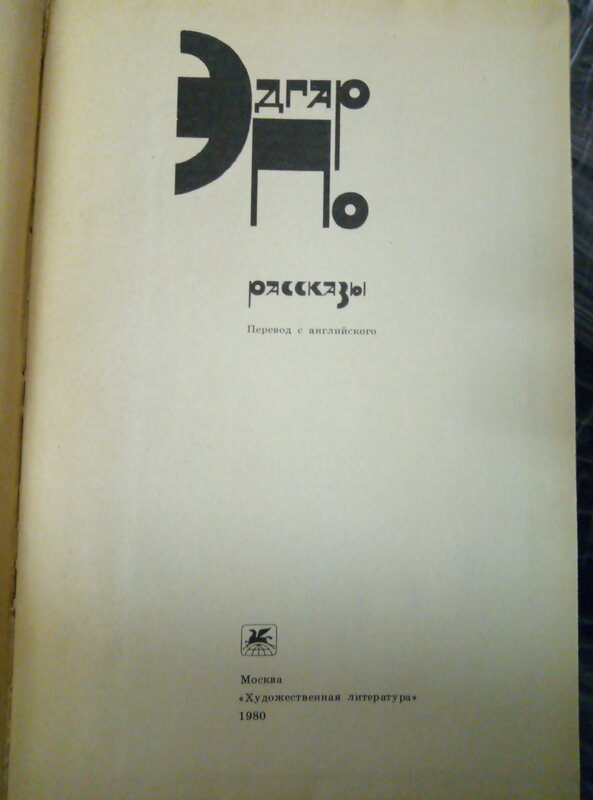 Эдгар
По
рассказы
Перевод с английского
Москва
«Художественная литература»
1980